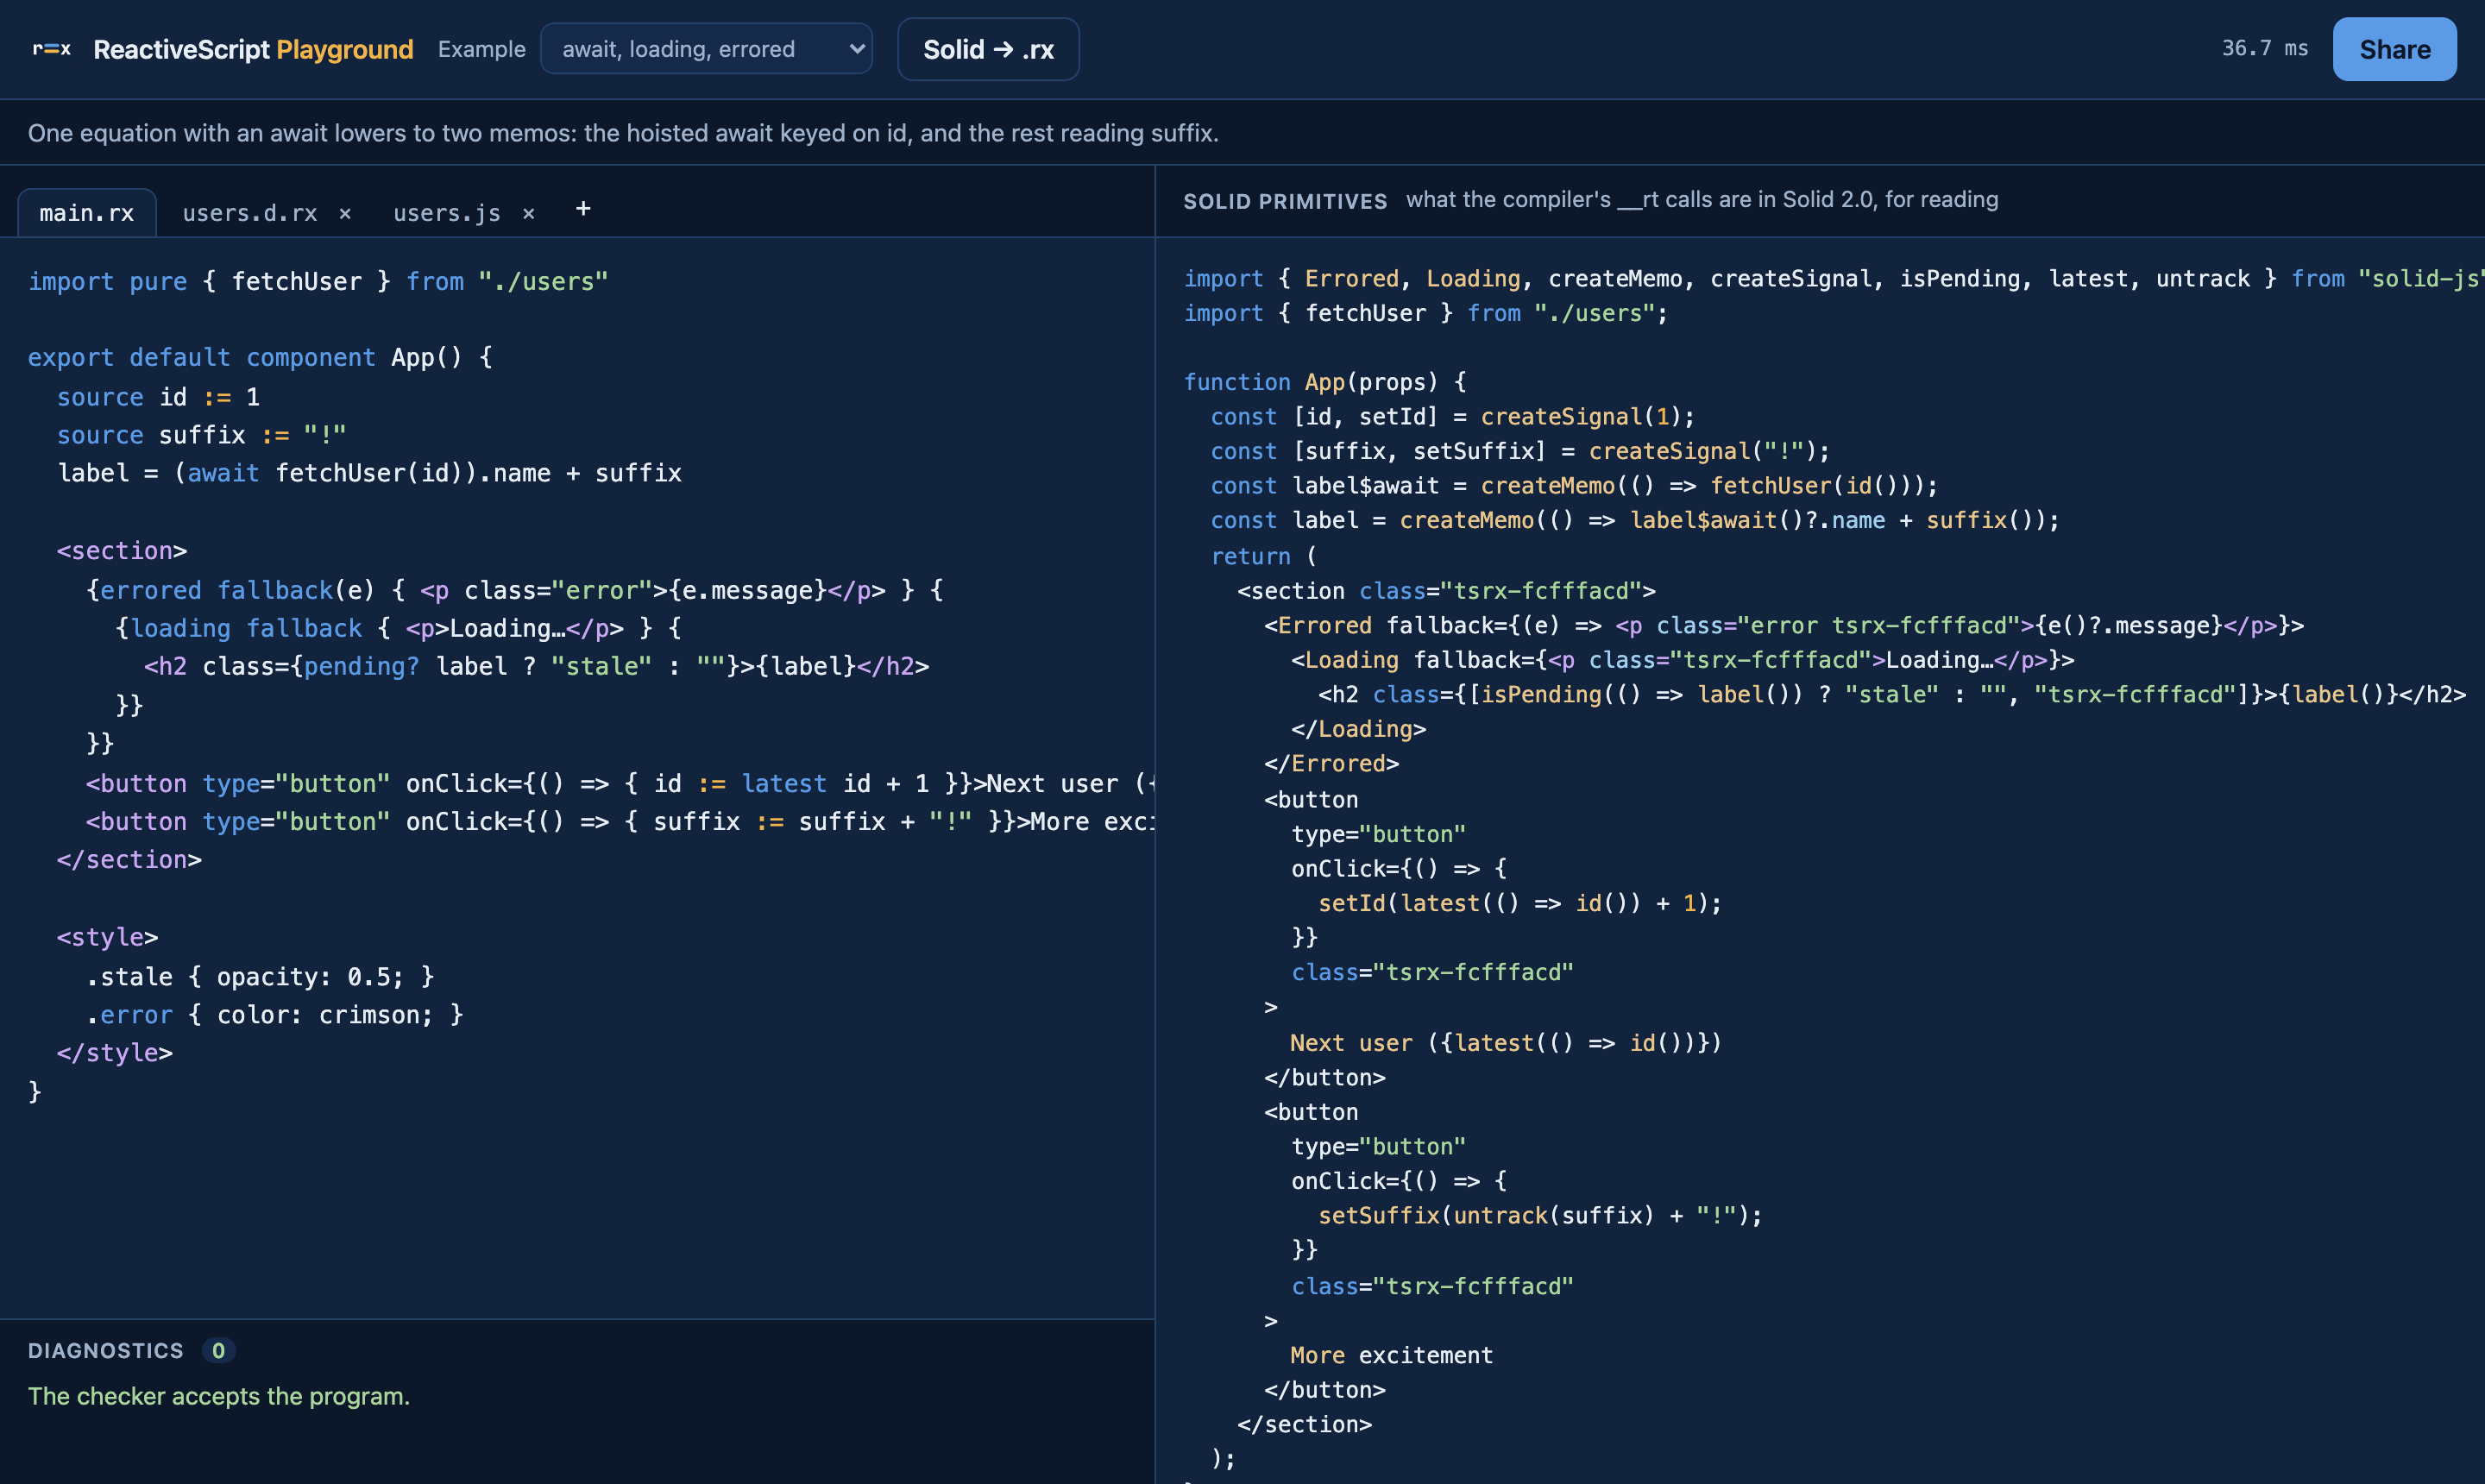 r=x ReactiveScript Playground Example await, loading, errored Solid → .rx 36.7 ms Share
One equation with an await lowers to two memos: the hoisted await keyed on id, and the rest reading suffix.
main.rx users.d.rx × users.js × +
import pure { fetchUser } from "./users"
export default component App() {
source id := 1
source suffix := "!"
label = (await fetchUser(id)).name + suffix
<section>
{errored fallback(e) { <p class="error">{e.message}</p> } {
{loading fallback { <p>Loading…</p> } {
<h2 class={pending? label ? "stale" : ""}>{label}</h2>
}}
}}
<button type="button" onClick={() => { id := latest id + 1 }}>Next user ({
<button type="button" onClick={() => { suffix := suffix + "!" }}>More exci
</section>
<style>
.stale { opacity: 0.5; }
.error { color: crimson; }
</style>
}
DIAGNOSTICS 0
The checker accepts the program.
SOLID PRIMITIVES what the compiler's __rt calls are in Solid 2.0, for reading
import { Errored, Loading, createMemo, createSignal, isPending, latest, untrack } from "solid-js"
import { fetchUser } from "./users";
function App(props) {
const [id, setId] = createSignal(1);
const [suffix, setSuffix] = createSignal("!");
const label$await = createMemo(() => fetchUser(id()));
const label = createMemo(() => label$await()?.name + suffix());
return (
<section class="tsrx-fcfffacd">
<Errored fallback={(e) => <p class="error tsrx-fcfffacd">{e()?.message}</p>}>
<Loading fallback={<p class="tsrx-fcfffacd">Loading…</p>}>
<h2 class={[isPending(() => label()) ? "stale" : "", "tsrx-fcfffacd"]}>{label()}</h2>
</Loading>
</Errored>
<button
type="button"
onClick={() => {
setId(latest(() => id()) + 1);
}}
class="tsrx-fcfffacd"
>
Next user ({latest(() => id())})
</button>
<button
type="button"
onClick={() => {
setSuffix(untrack(suffix) + "!");
}}
class="tsrx-fcfffacd"
>
More excitement
</button>
</section>
);